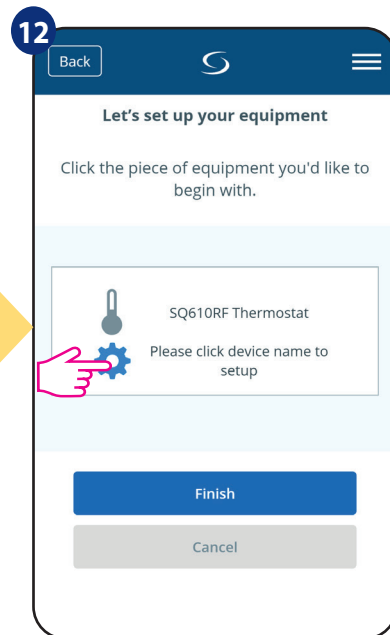 12
Back
Let's set up your equipment
Click the piece of equipment you'd like to
begin with.
SQ610RF Thermostat
Please click device name to
setup
Finish
Cancel